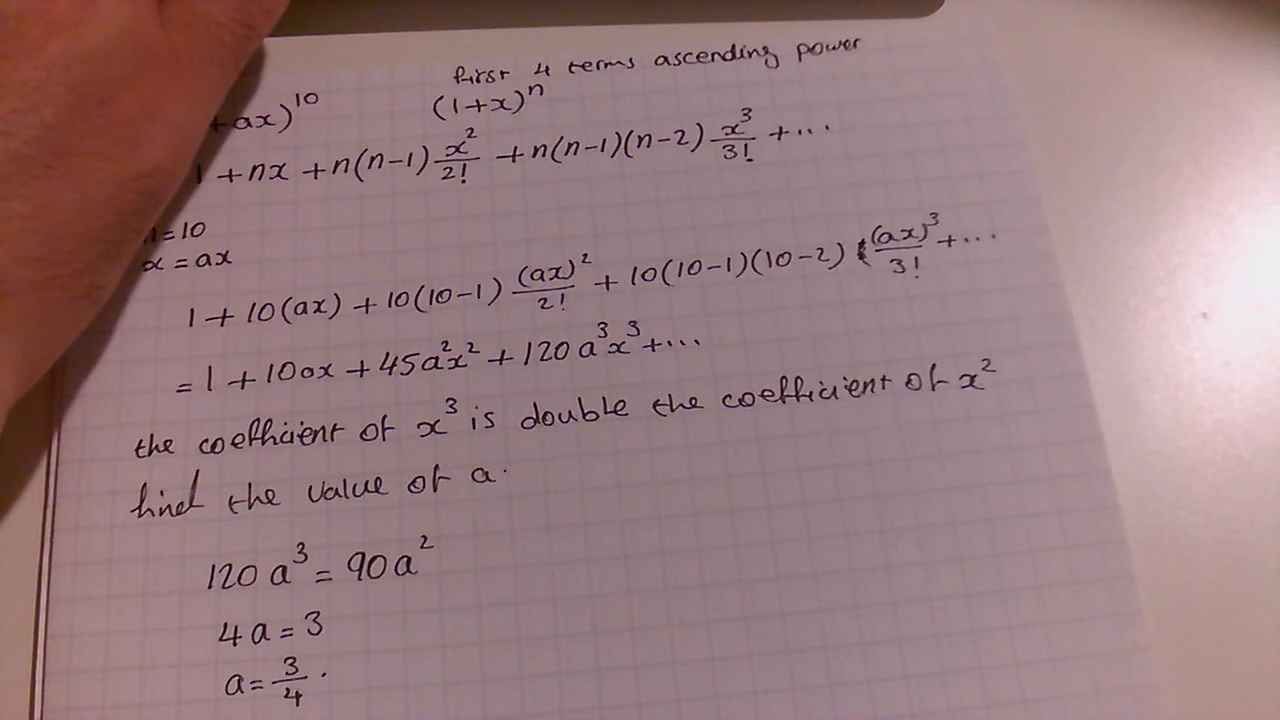 first 4 terms ascending power
+ax)^10 (1+x)^n
1 + nx + n(n-1) x^2/2! + n(n-1)(n-2) x^3/3! + ...
n=10
x = ax
1 + 10(ax) + 10(10-1) (ax)^2/2! + 10(10-1)(10-2) (ax)^3/3! + ...
= 1 + 10ax + 45a^2x^2 + 120a^3x^3 + ...
the coefficient of x^3 is double the coefficient of x^2
find the value of a.
120a^3 = 90a^2
4a = 3
a = 3/4.